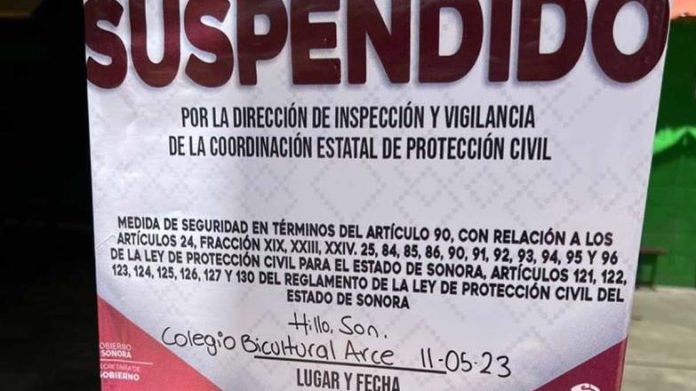 SUSPENDIDO
POR LA DIRECCIÓN DE INSPECCIÓN Y VIGILANCIA
DE LA COORDINACIÓN ESTATAL DE PROTECCIÓN CIVIL
MEDIDA DE SEGURIDAD EN TÉRMINOS DEL ARTÍCULO 90, CON RELACIÓN A LOS
ARTÍCULOS 24, FRACCIÓN XIX, XXIII, XXIV. 25, 84, 85, 86, 90, 91, 92, 93, 94, 95 Y 96
DE LA LEY DE PROTECCIÓN CIVIL PARA EL ESTADO DE SONORA, ARTÍCULOS 121, 122,
123, 124, 125, 126, 127 Y 130 DEL REGLAMENTO DE LA LEY DE PROTECCIÓN CIVIL DEL
ESTADO DE SONORA
Hillo. Son.
Colegio Bicultural Arce 11-05-23
LUGAR Y FECHA
GOBIERNO
DE SONORA
SECRETARÍA DE
GOBIERNO